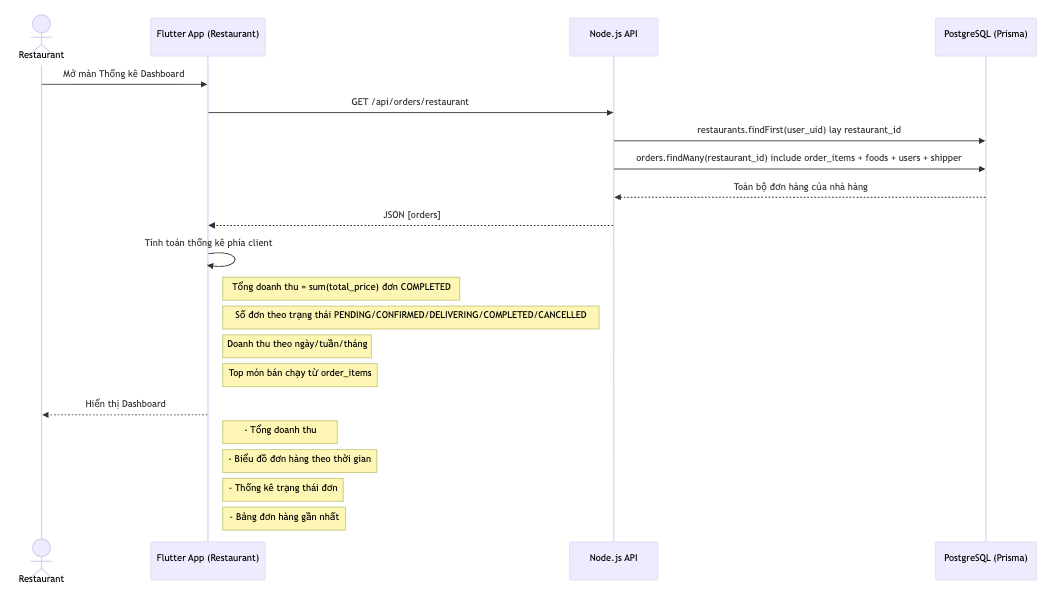 Flutter App (Restaurant)
Node.js API
PostgreSQL (Prisma)
Restaurant
Mở màn Thống kê Dashboard
GET /api/orders/restaurant
restaurants.findFirst(user_uid) lay restaurant_id
orders.findMany(restaurant_id) include order_items + foods + users + shipper
Toàn bộ đơn hàng của nhà hàng
JSON [orders]
Tính toán thống kê phía client
Tổng doanh thu = sum(total_price) đơn COMPLETED
Số đơn theo trạng thái PENDING/CONFIRMED/DELIVERING/COMPLETED/CANCELLED
Doanh thu theo ngày/tuần/tháng
Top món bán chạy từ order_items
Hiển thị Dashboard
- Tổng doanh thu
- Biểu đồ đơn hàng theo thời gian
- Thống kê trạng thái đơn
- Bảng đơn hàng gần nhất
Flutter App (Restaurant)
Node.js API
PostgreSQL (Prisma)
Restaurant